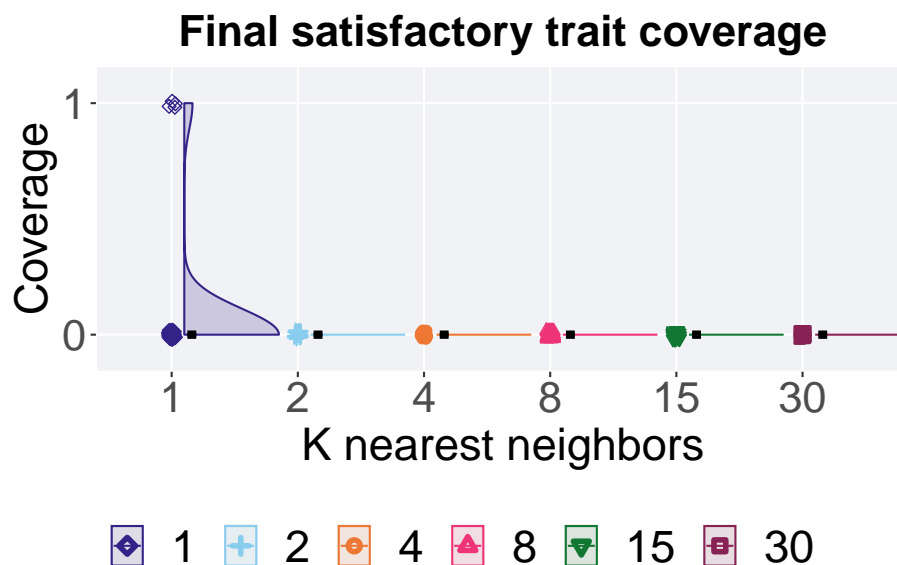 Final satisfactory trait coverage
Coverage
1
0
1 2 4 8 15 30
K nearest neighbors
1 2 4 8 15 30